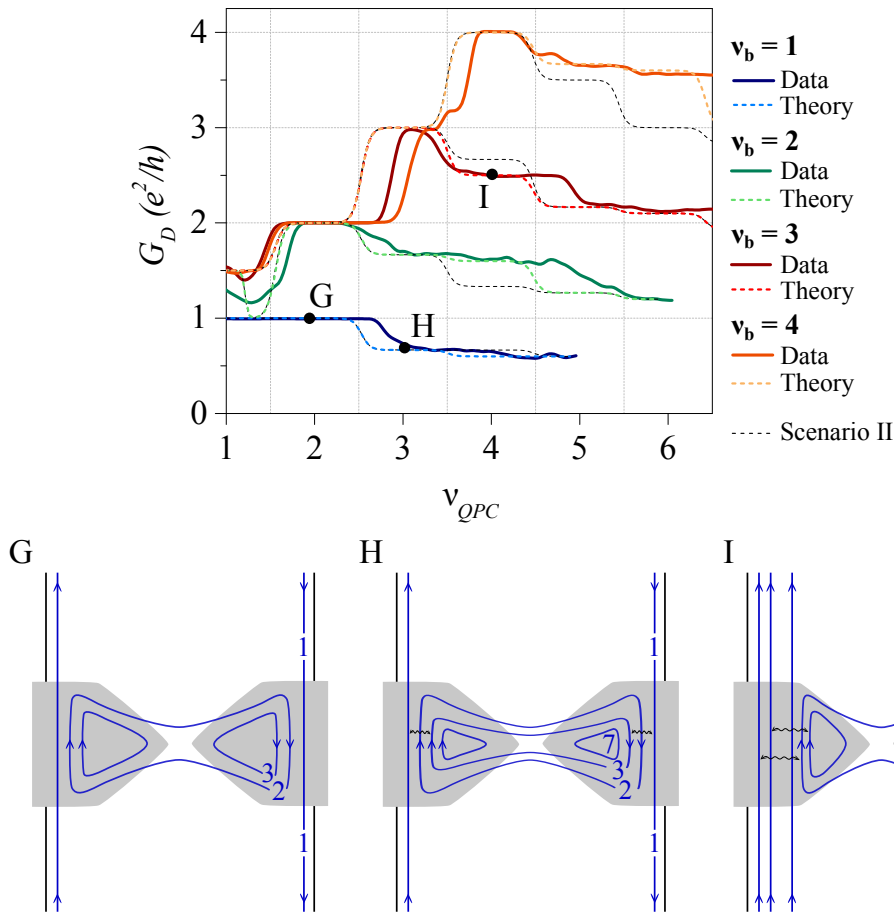 4
3
2
1
0
G_D (e²/h)
1 2 3 4 5 6
ν_QPC
G
H
I
ν_b = 1
Data
Theory
ν_b = 2
Data
Theory
ν_b = 3
Data
Theory
ν_b = 4
Data
Theory
Scenario II
G
1
3
2
1
H
1
7
3
2
1
I